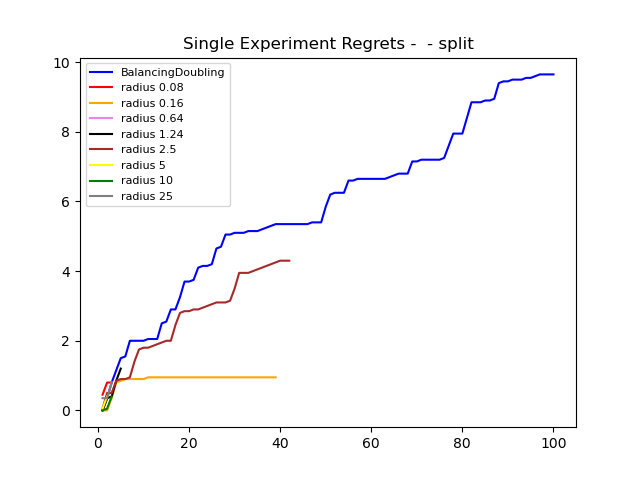 Single Experiment Regrets -  - split
BalancingDoubling
radius 0.08
radius 0.16
radius 0.64
radius 1.24
radius 2.5
radius 5
radius 10
radius 25
10
8
6
4
2
0
0 20 40 60 80 100